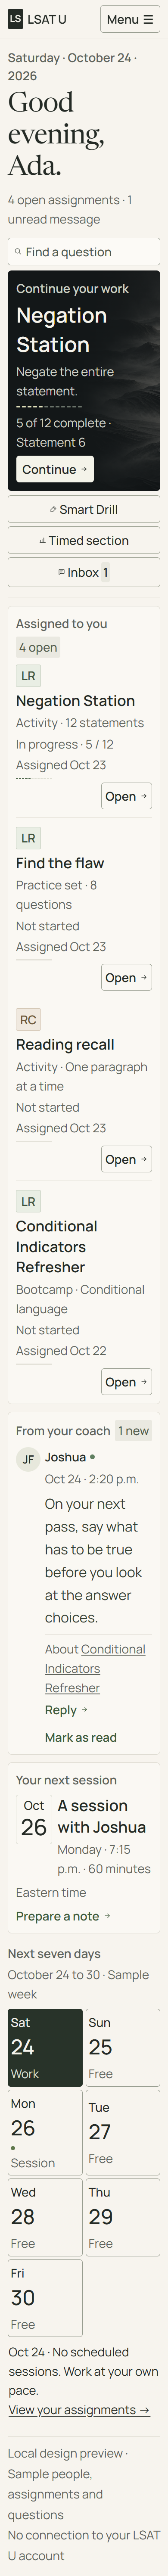 LS LSAT U Menu
Saturday · October 24 ·
2026
Good
evening,
Ada.
4 open assignments · 1
unread message
Find a question
Continue your work
Negation
Station
Negate the entire
statement.
5 of 12 complete ·
Statement 6
Continue →
Smart Drill
Timed section
Inbox 1
Assigned to you
4 open
LR
Negation Station
Activity · 12 statements
In progress · 5 / 12
Assigned Oct 23
Open →
LR
Find the flaw
Practice set · 8
questions
Not started
Assigned Oct 23
Open →
RC
Reading recall
Activity · One paragraph
at a time
Not started
Assigned Oct 23
Open →
LR
Conditional
Indicators
Refresher
Bootcamp · Conditional
language
Not started
Assigned Oct 22
Open →
From your coach 1 new
JF Joshua
Oct 24 · 2:20 p.m.
On your next
pass, say what
has to be true
before you look
at the answer
choices.
About Conditional
Indicators
Refresher
Reply →
Mark as read
Your next session
Oct
26
A session
with Joshua
Monday · 7:15
p.m. · 60 minutes
Eastern time
Prepare a note →
Next seven days
October 24 to 30 · Sample
week
Sat
24
Work
Sun
25
Free
Mon
26
Session
Tue
27
Free
Wed
28
Free
Thu
29
Free
Fri
30
Free
Oct 24 · No scheduled
sessions. Work at your own
pace.
View your assignments →
Local design preview ·
Sample people,
assignments and
questions
No connection to your LSAT
U account